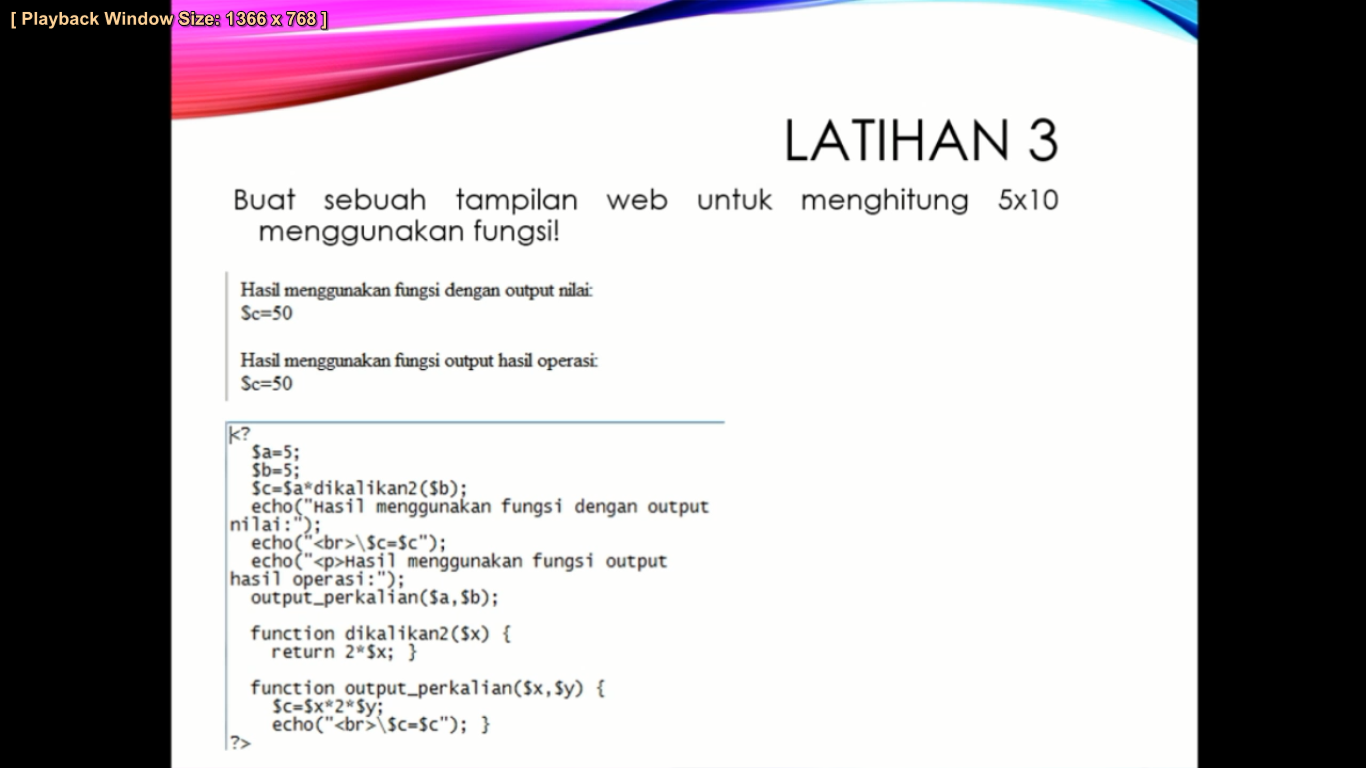 [ Playback Window Size: 1366 x 768 ]
LATIHAN 3
Buat sebuah tampilan web untuk menghitung 5x10
menggunakan fungsi!
Hasil menggunakan fungsi dengan output nilai:
$c=50
Hasil menggunakan fungsi output hasil operasi:
$c=50
<?
$a=5;
$b=5;
$c=$a*dikalikan2($b);
echo("Hasil menggunakan fungsi dengan output
nilai:");
echo("<br>\$c=$c");
echo("<p>Hasil menggunakan fungsi output
hasil operasi:");
output_perkalian($a,$b);
function dikalikan2($x) {
return 2*$x; }
function output_perkalian($x,$y) {
$c=$x*2*$y;
echo("<br>\$c=$c"); }
?>